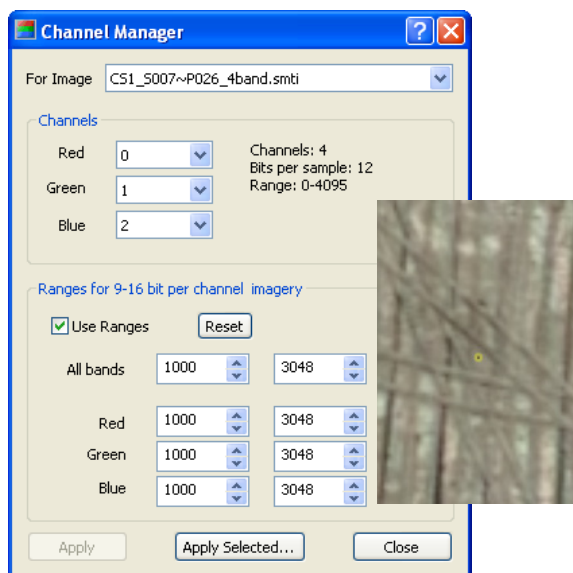 Channel Manager
For Image CS1_S007~P026_4band.smti
Channels
Red 0
Green 1
Blue 2
Channels: 4
Bits per sample: 12
Range: 0-4095
Ranges for 9-16 bit per channel imagery
Use Ranges Reset
All bands 1000 3048
Red 1000 3048
Green 1000 3048
Blue 1000 3048
Apply Apply Selected... Close